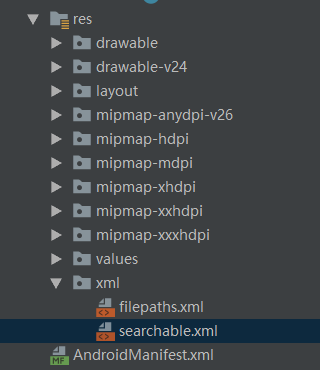 res
drawable
drawable-v24
layout
mipmap-anydpi-v26
mipmap-hdpi
mipmap-mdpi
mipmap-xhdpi
mipmap-xxhdpi
mipmap-xxxhdpi
values
xml
filepaths.xml
searchable.xml
MF AndroidManifest.xml